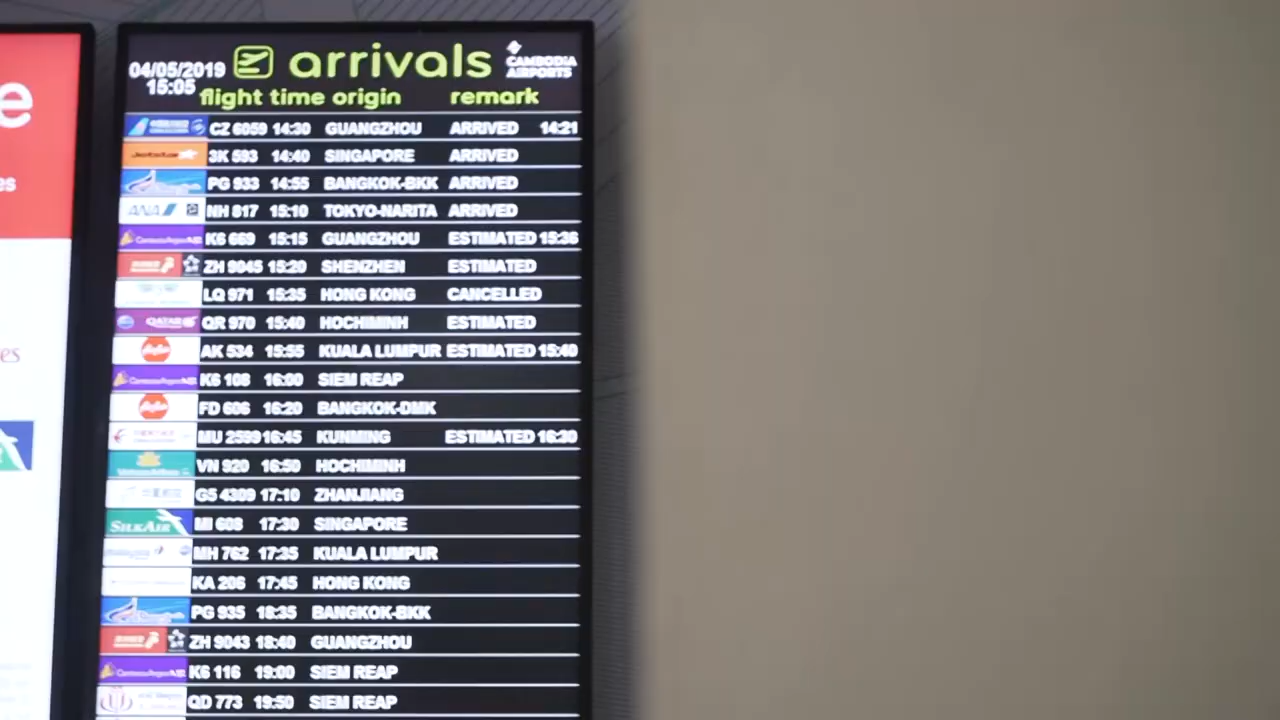 e
es
es
04/05/2019
15:05
arrivals
CAMBODIA
AIRPORTS
flight time origin remark
CZ 6059 14:30 GUANGZHOU ARRIVED 14:21
3K 593 14:40 SINGAPORE ARRIVED
PG 933 14:55 BANGKOK-BKK ARRIVED
ANA NH 817 15:10 TOKYO-NARITA ARRIVED
K6 669 15:15 GUANGZHOU ESTIMATED 15:36
ZH 9045 15:20 SHENZHEN ESTIMATED
LQ 971 15:35 HONG KONG CANCELLED
QATAR QR 970 15:40 HOCHIMINH ESTIMATED
AK 534 15:55 KUALA LUMPUR ESTIMATED 15:40
K6 108 16:00 SIEM REAP
FD 606 16:20 BANGKOK-DMK
MU 2599 16:45 KUNMING ESTIMATED 16:30
VN 920 16:50 HOCHIMINH
G5 4309 17:10 ZHANJIANG
SILKAIR MI 608 17:30 SINGAPORE
MH 762 17:35 KUALA LUMPUR
KA 206 17:45 HONG KONG
PG 935 18:35 BANGKOK-BKK
ZH 9043 18:40 GUANGZHOU
K6 116 19:00 SIEM REAP
QD 773 19:50 SIEM REAP